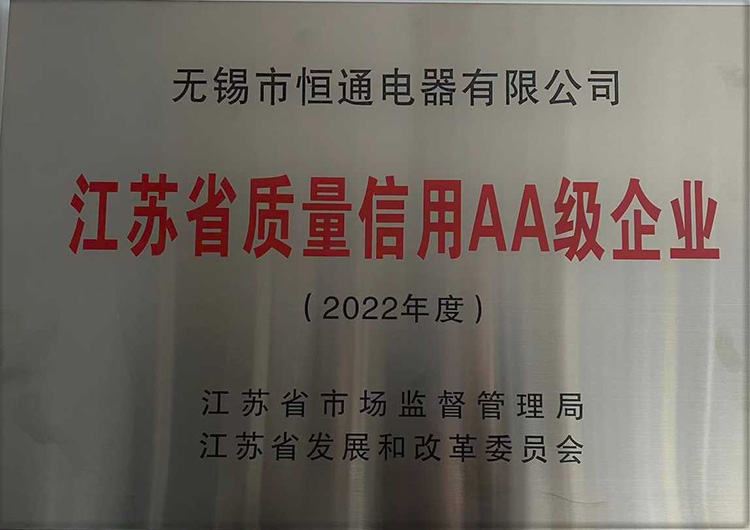 无锡市恒通电器有限公司
江苏省质量信用AA级企业
（2022年度）
江苏省市场监督管理局
江苏省发展和改革委员会